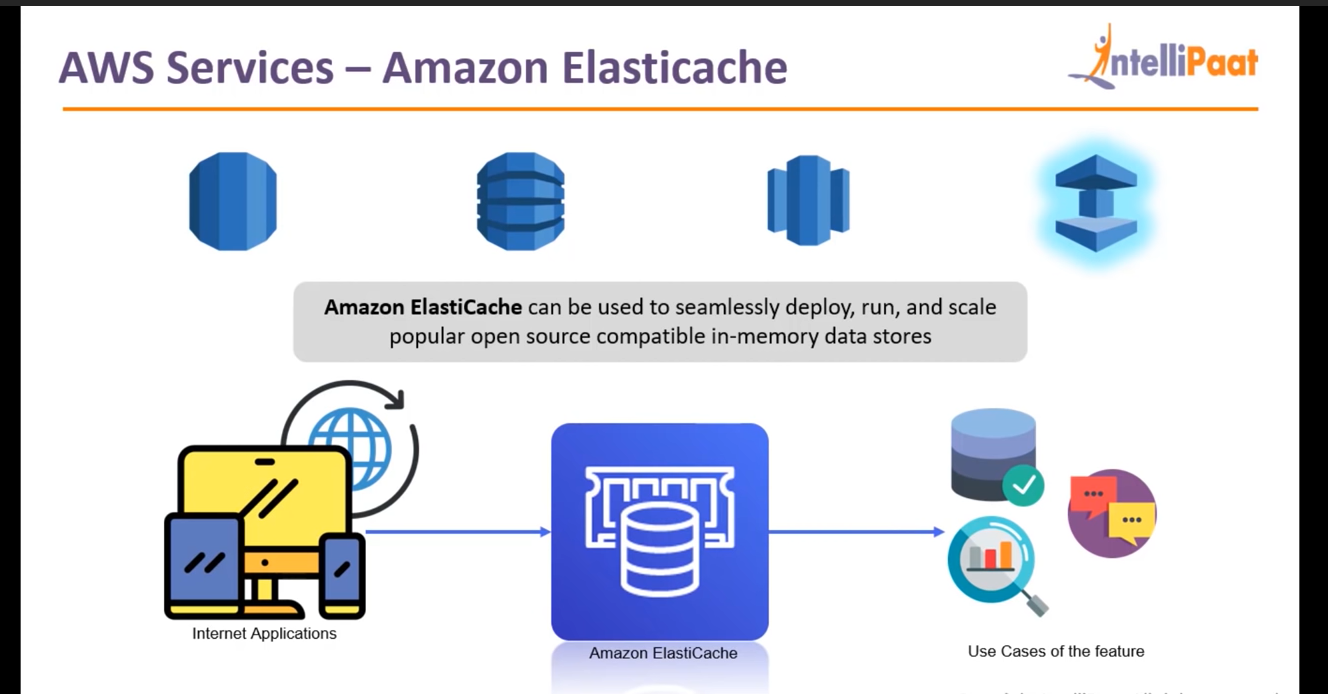 AWS Services – Amazon Elasticache
IntelliPaat
Amazon ElastiCache can be used to seamlessly deploy, run, and scale
popular open source compatible in-memory data stores
Internet Applications
Amazon ElastiCache
Use Cases of the feature